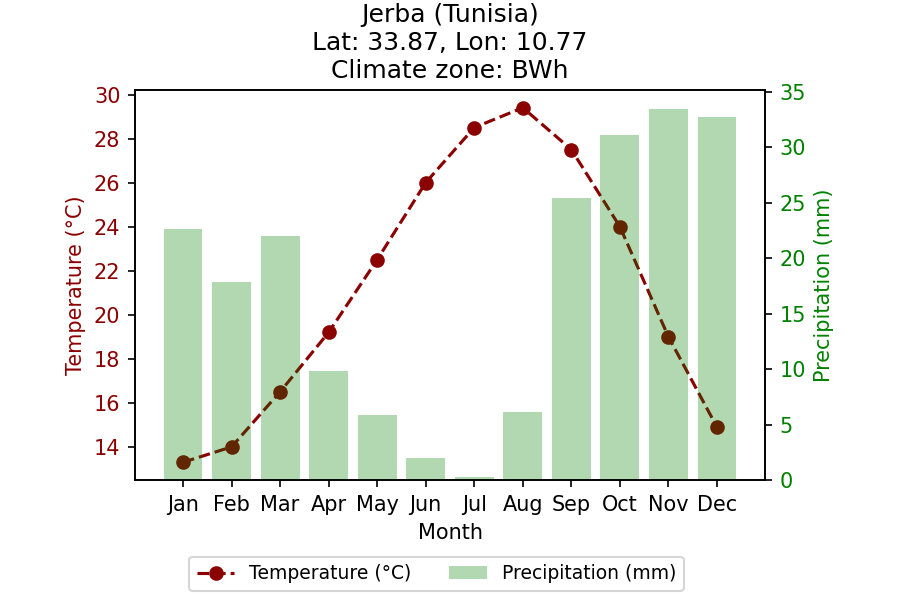 Jerba (Tunisia)
Lat: 33.87, Lon: 10.77
Climate zone: BWh
30
28
26
24
22
20
18
16
14
Temperature (°C)
35
30
25
20
15
10
5
0
Precipitation (mm)
Jan Feb Mar Apr May Jun Jul Aug Sep Oct Nov Dec
Month
Temperature (°C) Precipitation (mm)